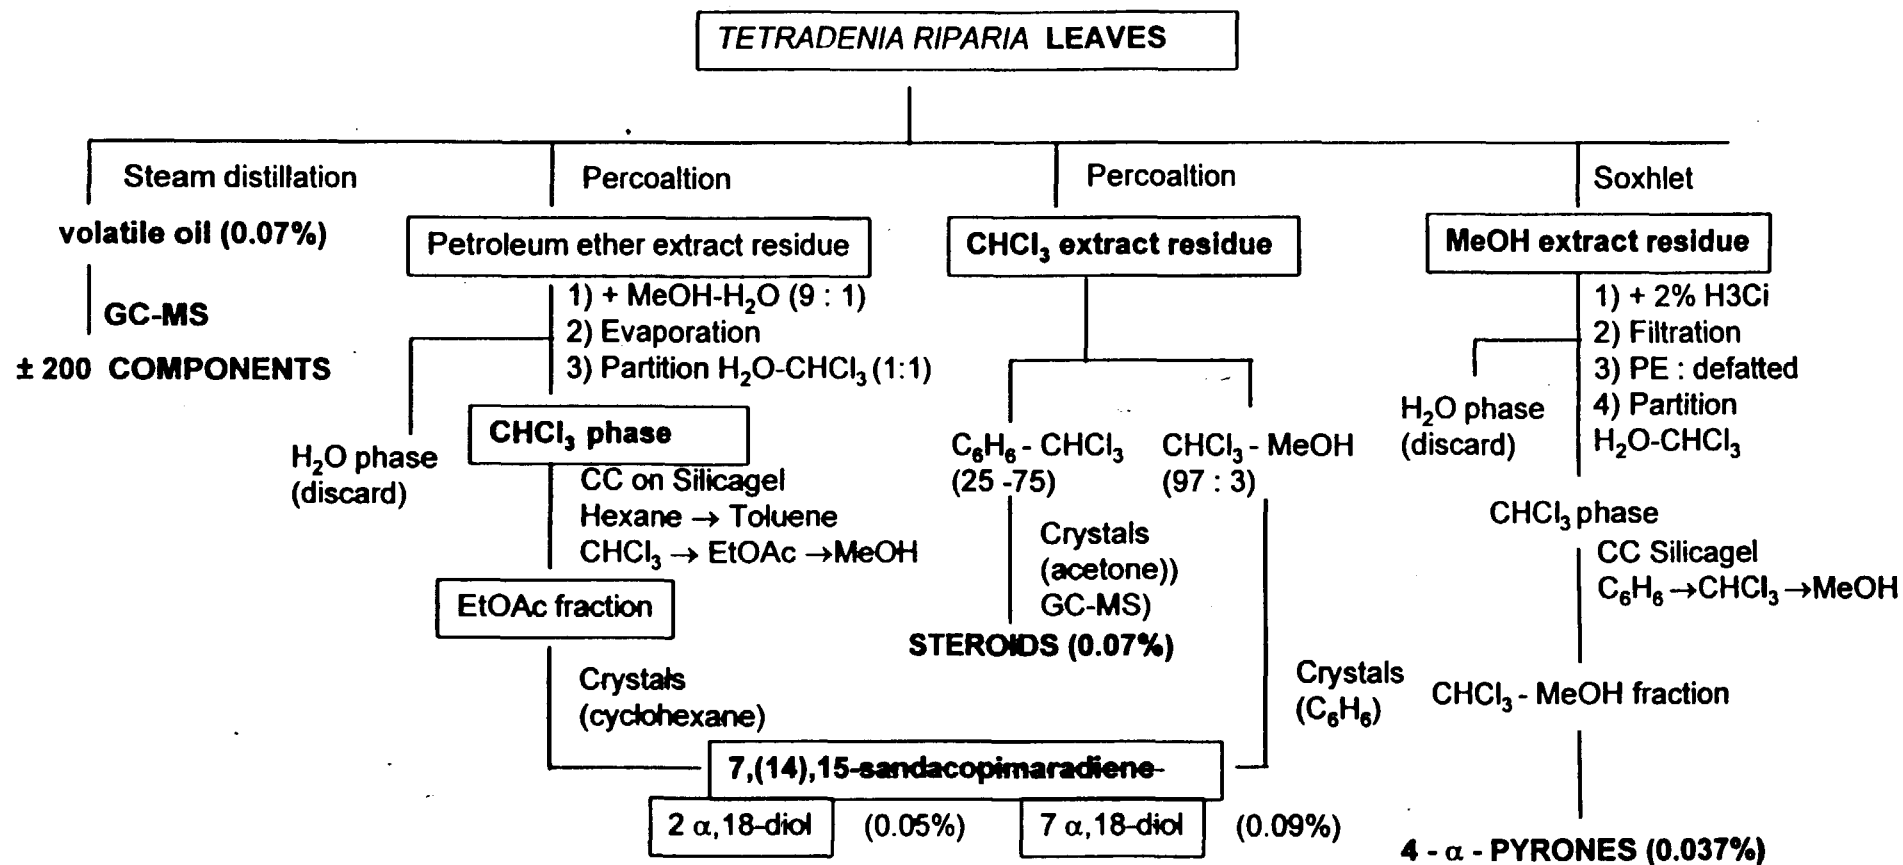 TETRADENIA RIPARIA LEAVES
Steam distillation
volatile oil (0.07%)
GC-MS
± 200 COMPONENTS
Percoaltion
Petroleum ether extract residue
1) + MeOH-H₂O (9 : 1)
2) Evaporation
3) Partition H₂O-CHCl₃ (1:1)
H₂O phase
(discard)
CHCl₃ phase
CC on Silicagel
Hexane → Toluene
CHCl₃ → EtOAc →MeOH
EtOAc fraction
Crystals
(cyclohexane)
Percoaltion
CHCl₃ extract residue
C₆H₆ - CHCl₃
(25 -75)
Crystals
(acetone))
GC-MS)
STEROIDS (0.07%)
CHCl₃ - MeOH
(97 : 3)
Crystals
(C₆H₆)
7,(14),15-sandacopimaradiene-
2 α,18-diol (0.05%) 7 α,18-diol (0.09%)
Soxhlet
MeOH extract residue
1) + 2% H3Ci
2) Filtration
3) PE : defatted
4) Partition
H₂O-CHCl₃
H₂O phase
(discard)
CHCl₃ phase
CC Silicagel
C₆H₆ →CHCl₃ →MeOH
CHCl₃ - MeOH fraction
4 - α - PYRONES (0.037%)